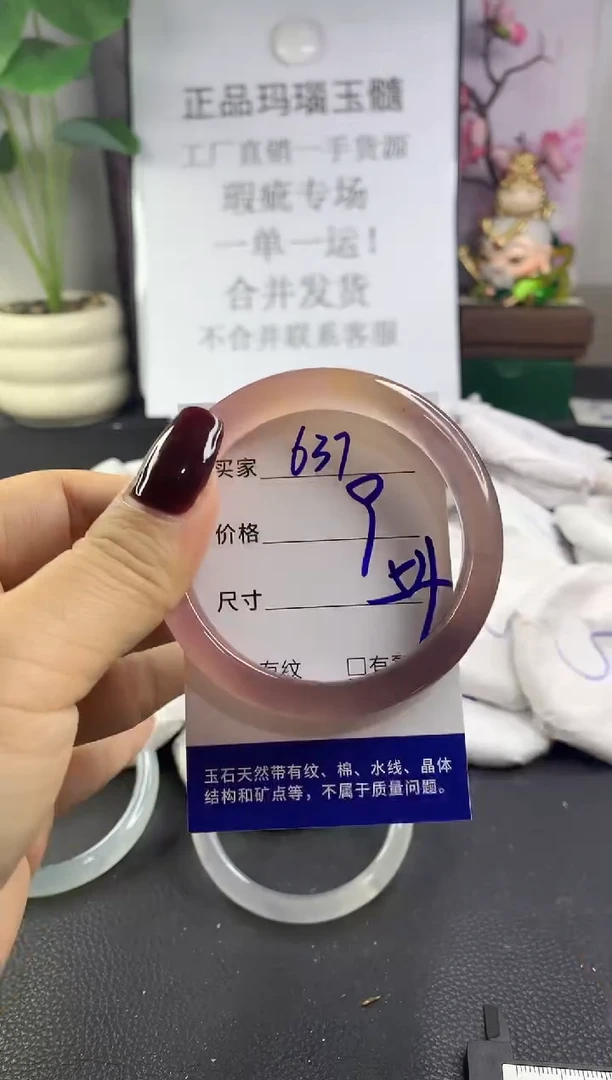 正品玛瑙玉髓
工厂直销一手货源
瑕疵专场
一单一运！
合并发货
不合并联系客服
买家 637
价格 9
尺寸 54
有纹 □有
玉石天然带有纹、棉、水线、晶体
结构和矿点等，不属于质量问题。